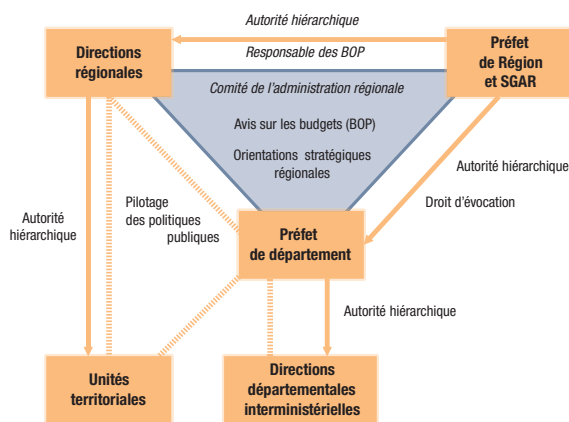 Autorité hiérarchique
Directions
régionales
Responsable des BOP
Préfet
de Région
et SGAR
Comité de l'administration régionale
Avis sur les budgets (BOP)
Orientations stratégiques
régionales
Autorité hiérarchique
Droit d'évocation
Autorité
hiérarchique
Pilotage
des politiques
publiques
Préfet
de département
Autorité hiérarchique
Unités
territoriales
Directions
départementales
interministérielles